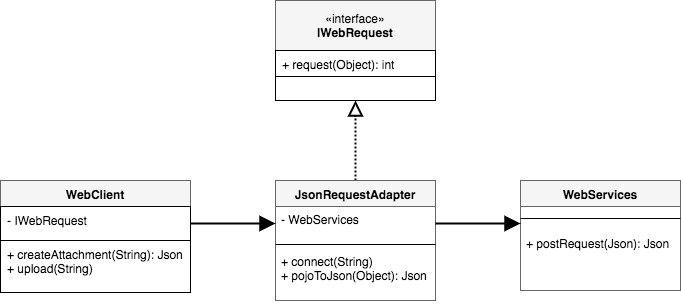 «interface»
IWebRequest
+ request(Object): int
WebClient
- IWebRequest
+ createAttachment(String): Json
+ upload(String)
JsonRequestAdapter
- WebServices
+ connect(String)
+ pojoToJson(Object): Json
WebServices
+ postRequest(Json): Json